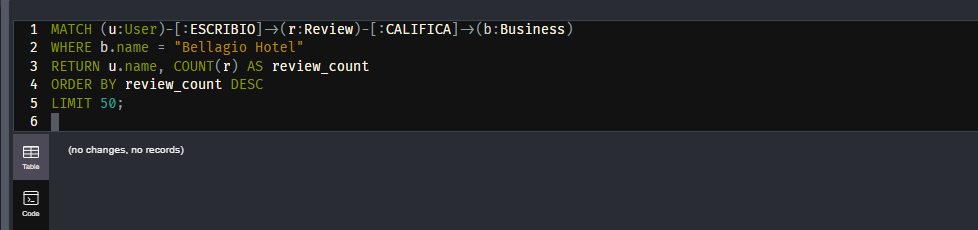 1 MATCH (u:User)-[:ESCRIBIO]->(r:Review)-[:CALIFICA]->(b:Business)
2 WHERE b.name = "Bellagio Hotel"
3 RETURN u.name, COUNT(r) AS review_count
4 ORDER BY review_count DESC
5 LIMIT 50;
6
(no changes, no records)
Table
Code